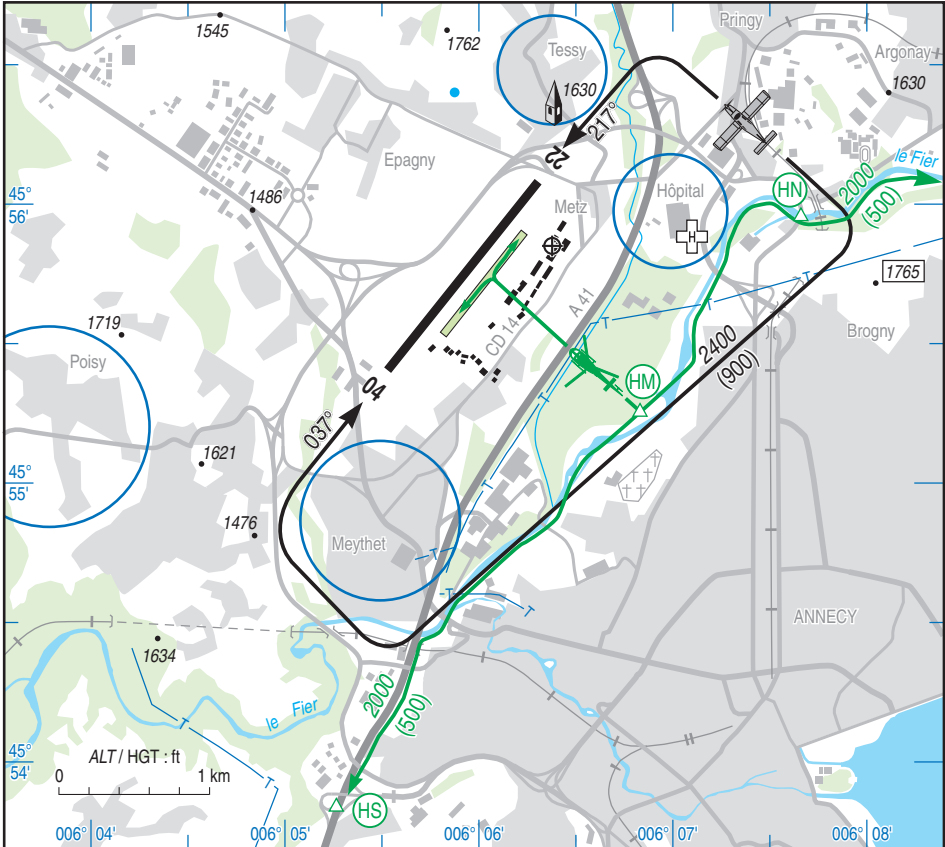 1545
1762
Tessy
1630
Pringy
Argonay
1630
217°
22
Epagny
le Fier
2000
(500)
HN
45°
56'
1486
Metz
Hôpital
H
1765
1719
Poisy
A 41
CD 14
Brogny
2400
(900)
HM
04
037°
1621
45°
55'
1476
Meythet
T
T
T
T
T
ANNECY
1634
le Fier
T
2000
(500)
45°
54'
ALT / HGT : ft
0
1 km
HS
006° 04'
006° 05'
006° 06'
006° 07'
006° 08'